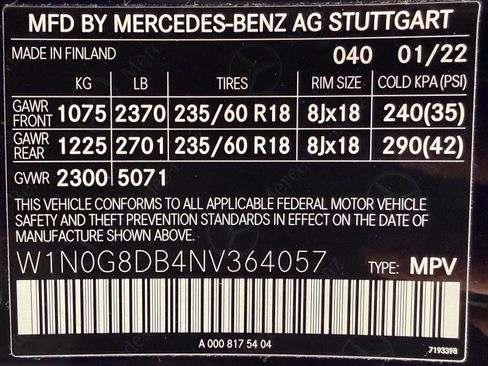 MFD BY MERCEDES-BENZ AG STUTTGART
MADE IN FINLAND 040 01/22
KG LB TIRES RIM SIZE COLD KPA (PSI)
GAWR FRONT 1075 2370 235/60 R18 8Jx18 240(35)
GAWR REAR 1225 2701 235/60 R18 8Jx18 290(42)
GVWR 2300 5071
THIS VEHICLE CONFORMS TO ALL APPLICABLE FEDERAL MOTOR VEHICLE
SAFETY AND THEFT PREVENTION STANDARDS IN EFFECT ON THE DATE OF
MANUFACTURE SHOWN ABOVE.
W1N0G8DB4NV364057 TYPE: MPV
A 000 817 54 04
7193398